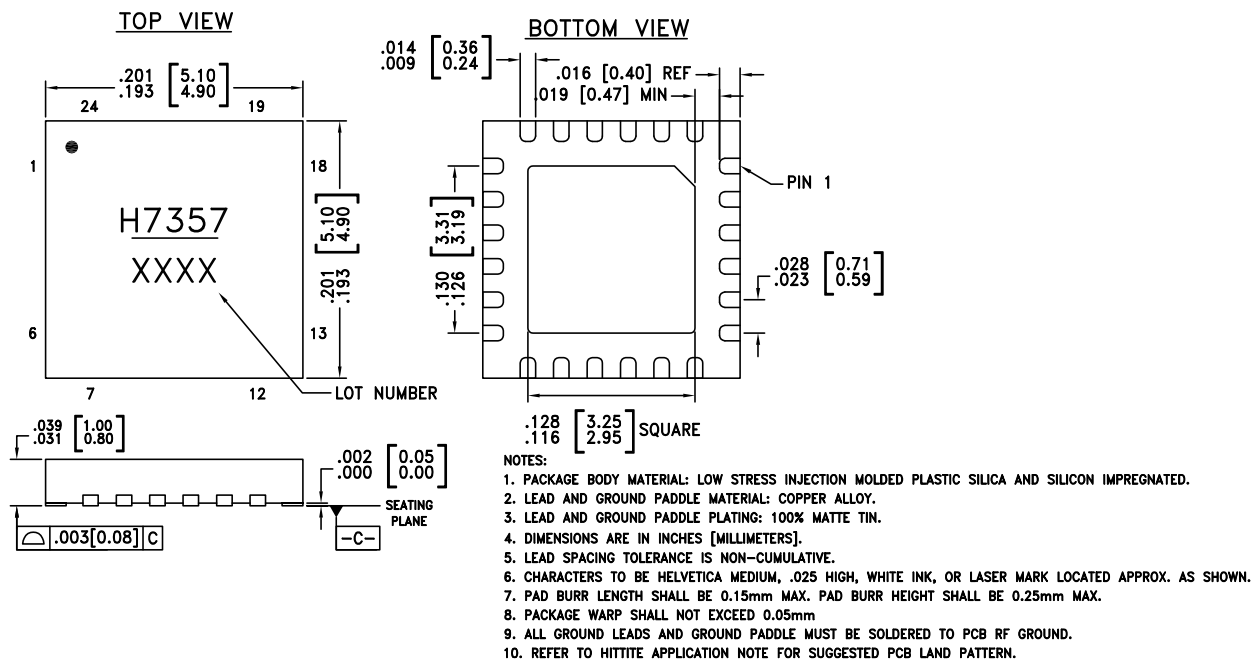 TOP VIEW
.201 [5.10]
.193 [4.90]
24
19
1
18
H7357
XXXX
[5.10]
[4.90]
.201
.193
6
13
7
12
LOT NUMBER
BOTTOM VIEW
.014 [0.36]
.009 [0.24]
.016 [0.40] REF
.019 [0.47] MIN
PIN 1
[3.31]
[3.19]
.130
.126
.028 [0.71]
.023 [0.59]
.128 [3.25]
.116 [2.95] SQUARE
.039 [1.00]
.031 [0.80]
.002 [0.05]
.000 [0.00]
SEATING
PLANE
.003[0.08] C
-C-
NOTES:
1. PACKAGE BODY MATERIAL: LOW STRESS INJECTION MOLDED PLASTIC SILICA AND SILICON IMPREGNATED.
2. LEAD AND GROUND PADDLE MATERIAL: COPPER ALLOY.
3. LEAD AND GROUND PADDLE PLATING: 100% MATTE TIN.
4. DIMENSIONS ARE IN INCHES [MILLIMETERS].
5. LEAD SPACING TOLERANCE IS NON-CUMULATIVE.
6. CHARACTERS TO BE HELVETICA MEDIUM, .025 HIGH, WHITE INK, OR LASER MARK LOCATED APPROX. AS SHOWN.
7. PAD BURR LENGTH SHALL BE 0.15mm MAX. PAD BURR HEIGHT SHALL BE 0.25mm MAX.
8. PACKAGE WARP SHALL NOT EXCEED 0.05mm
9. ALL GROUND LEADS AND GROUND PADDLE MUST BE SOLDERED TO PCB RF GROUND.
10. REFER TO HITTITE APPLICATION NOTE FOR SUGGESTED PCB LAND PATTERN.